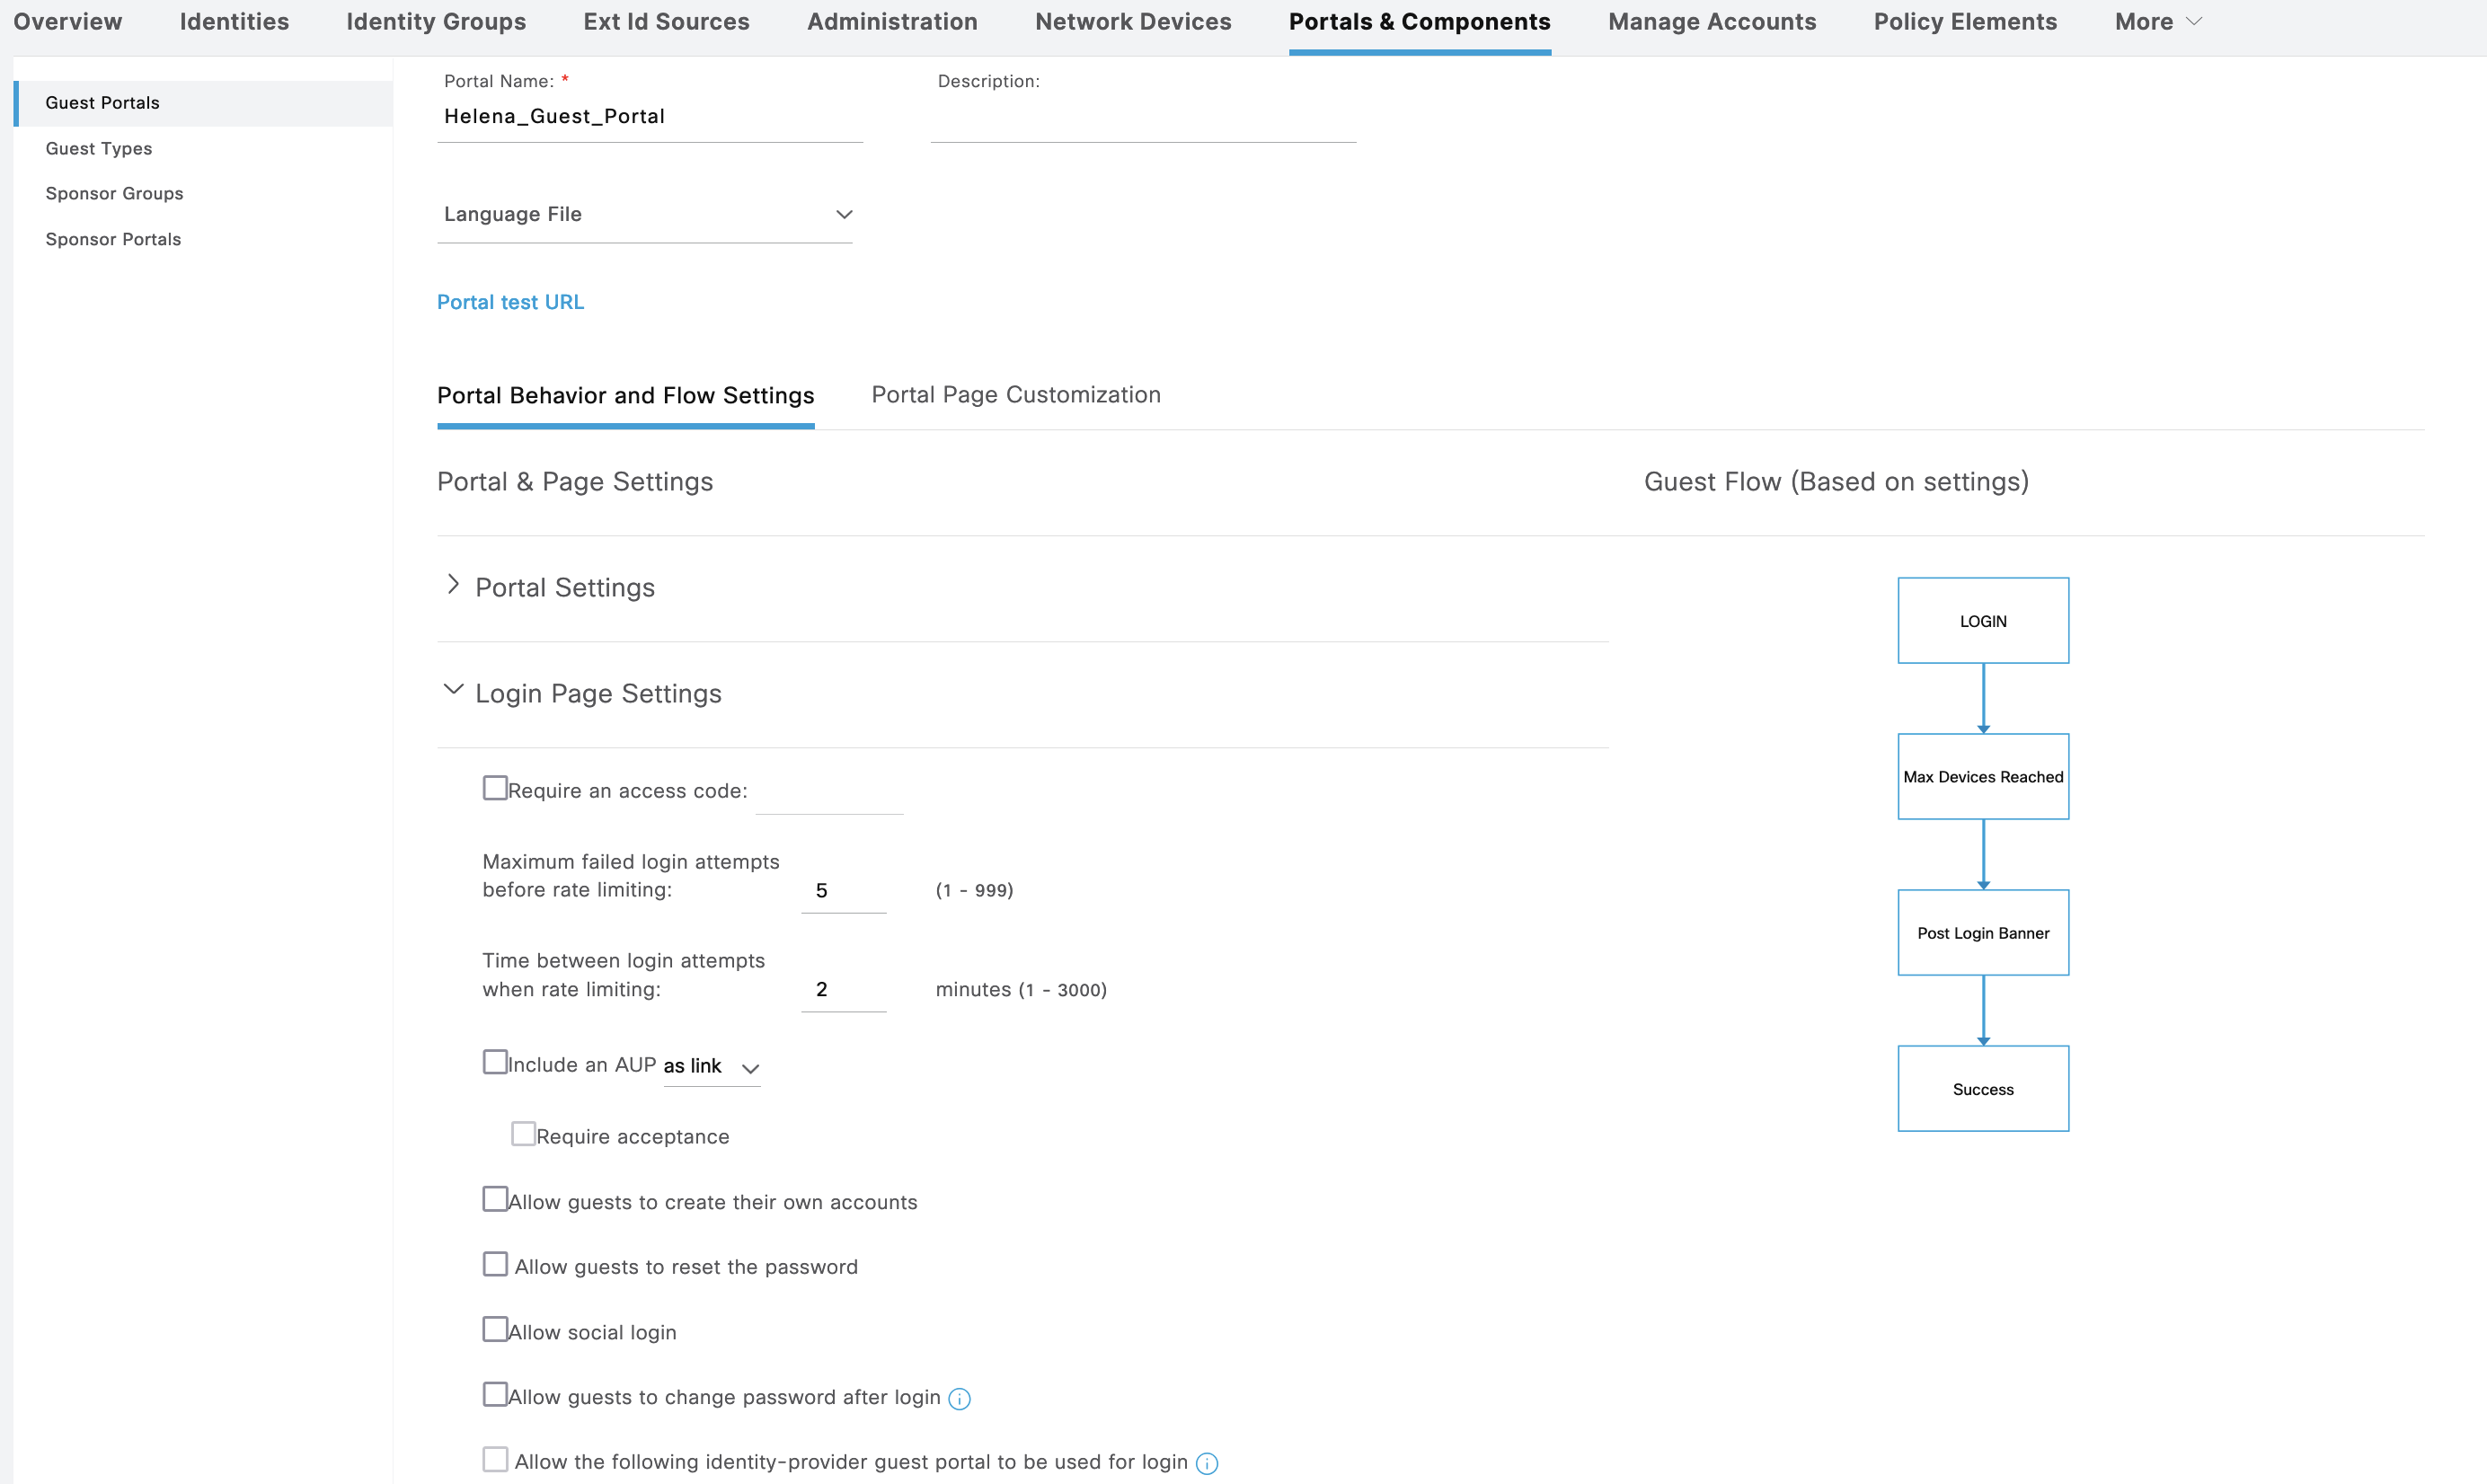 Overview Identities Identity Groups Ext Id Sources Administration Network Devices Portals & Components Manage Accounts Policy Elements More
Guest Portals
Guest Types
Sponsor Groups
Sponsor Portals
Portal Name: * Description:
Helena_Guest_Portal
Language File
Portal test URL
Portal Behavior and Flow Settings Portal Page Customization
Portal & Page Settings Guest Flow (Based on settings)
Portal Settings
Login Page Settings
Require an access code:
Maximum failed login attempts
before rate limiting: 5 (1 - 999)
Time between login attempts
when rate limiting: 2 minutes (1 - 3000)
Include an AUP as link
Require acceptance
Allow guests to create their own accounts
Allow guests to reset the password
Allow social login
Allow guests to change password after login
Allow the following identity-provider guest portal to be used for login
LOGIN
Max Devices Reached
Post Login Banner
Success